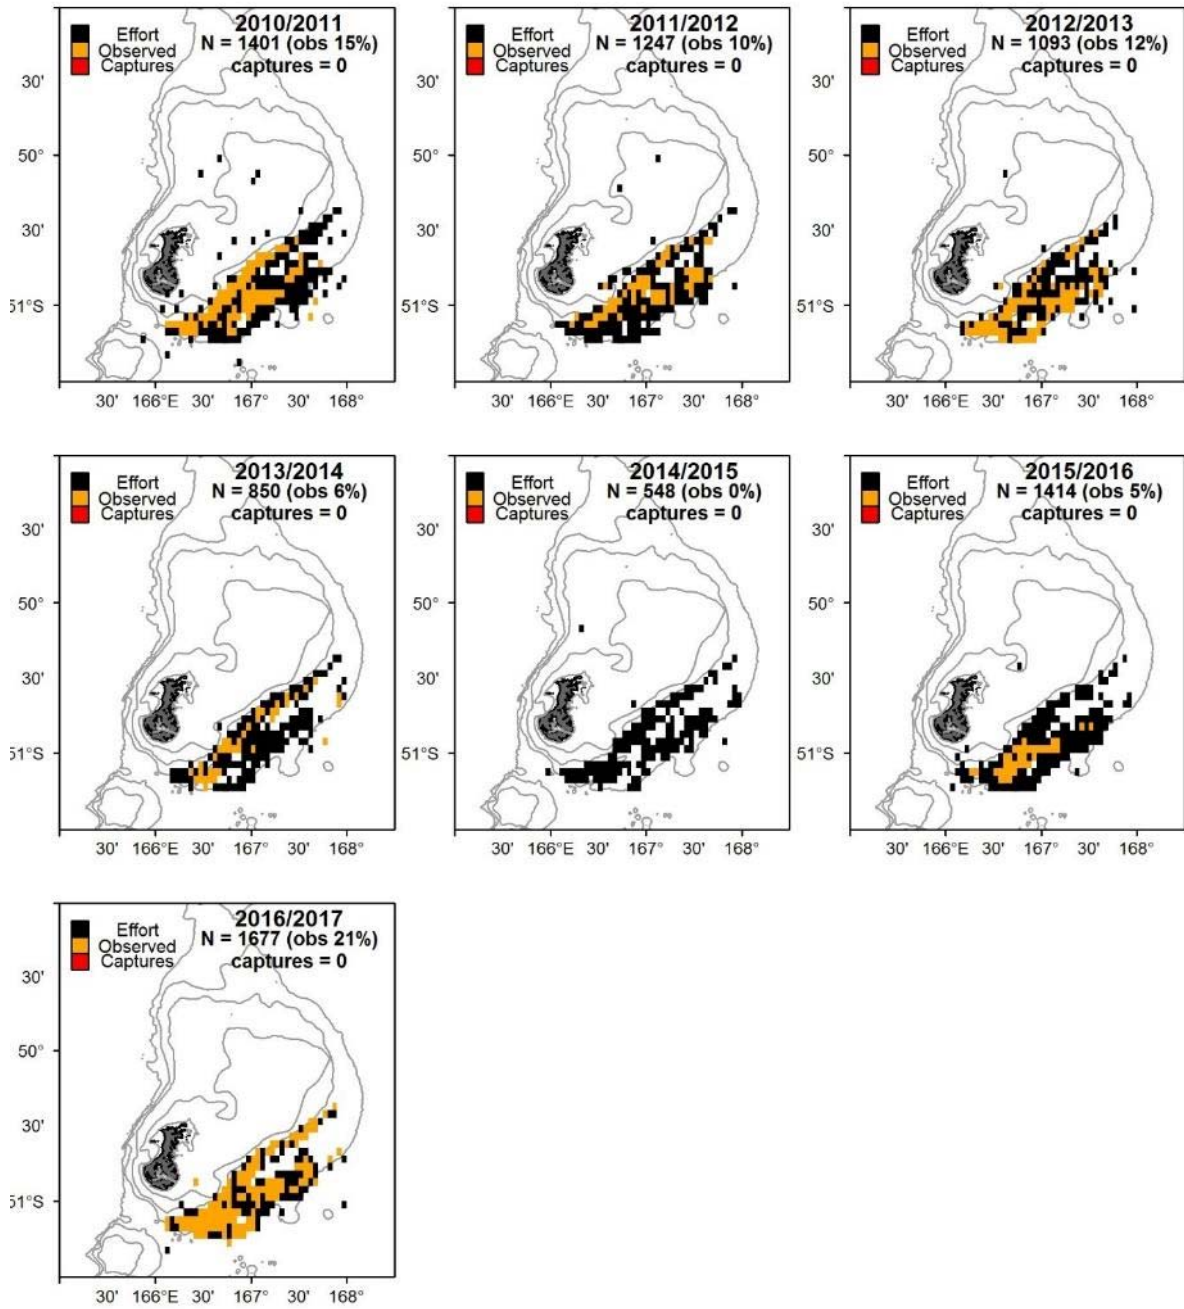 2010/2011
Effort N = 1401 (obs 15%)
Observed
Captures captures = 0
30'
50°
30'
51°S
30' 166°E 30' 167 30' 168
2011/2012
Effort N = 1247 (obs 10%)
Observed
Captures captures = 0
30'
50°
30'
51°S
30' 166°E 30' 167 30' 168°
2012/2013
Effort N = 1093 (obs 12%)
Observed
Captures captures = 0
30'
50°
30'
51°S
30' 166°E 30' 167 30' 168°
2013/2014
Effort N = 850 (obs 6%)
Observed
Captures captures = 0
30'
50°
30'
51°S
30' 166°E 30' 167° 30' 168°
2014/2015
Effort N = 548 (obs 0%)
Observed
Captures captures = 0
30'
50°
30'
51°S
30' 166°E 30' 167° 30' 168°
2015/2016
Effort N = 1414 (obs 5%)
Observed
Captures captures = 0
30'
50°
30'
51°S
30' 166°E 30' 167° 30' 168°
2016/2017
Effort N = 1677 (obs 21%)
Observed
Captures captures = 0
30'
50°
30'
51°S
30' 166°E 30' 167° 30' 168°